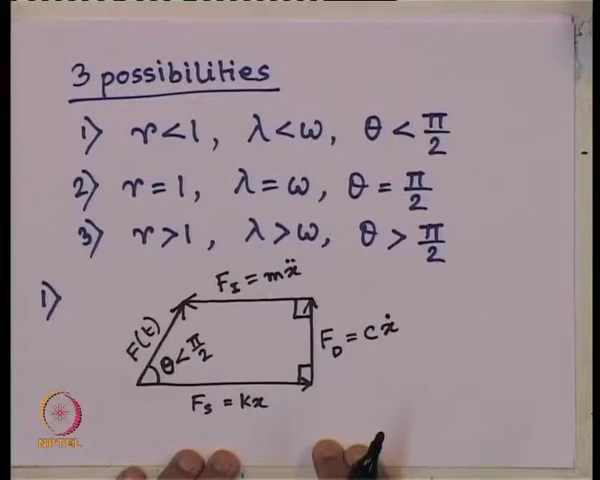 3 possibilities
1) r<1, λ<ω, θ < π/2
2) r=1, λ=ω, θ = π/2
3) r>1, λ>ω, θ > π/2
1)
F_I = mẍ
F(t)
θ < π/2
F_D = cẋ
F_S = kx
NPTEL